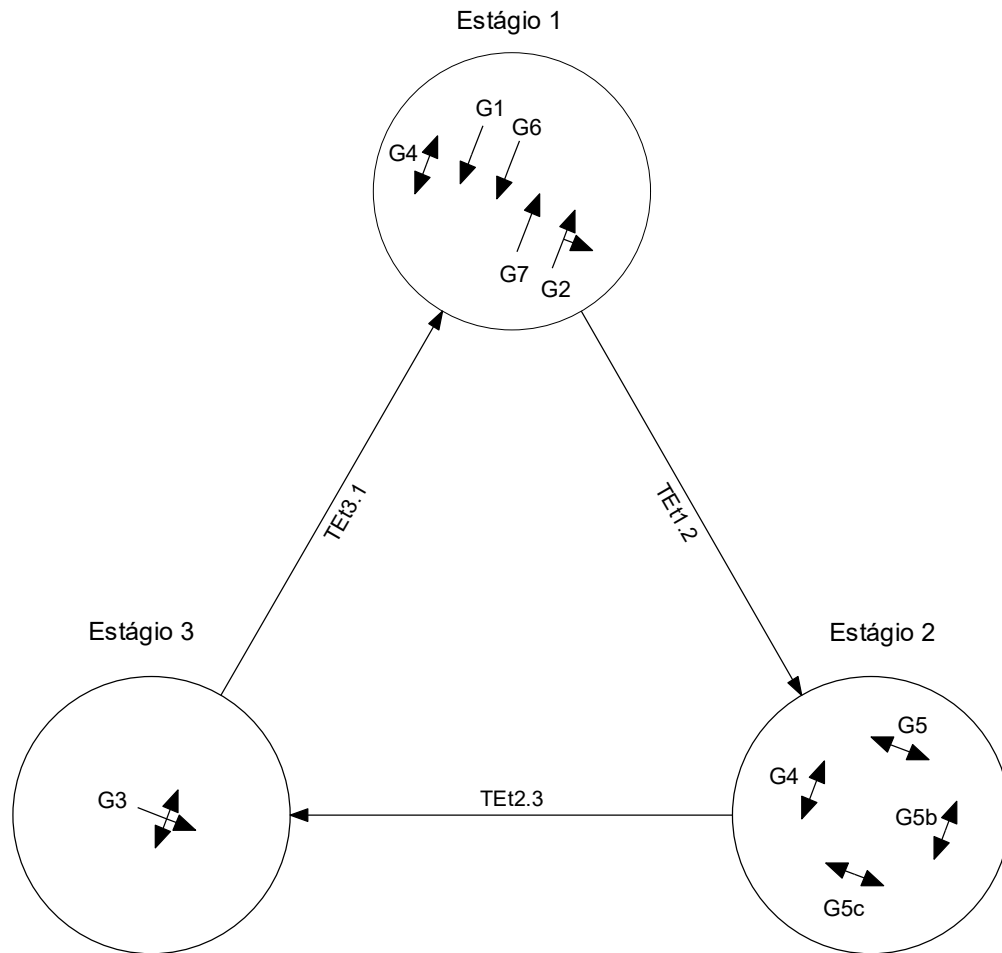 Estágio 1
G1
G6
G4
G7
G2
TEt3.1
TEt1.2
Estágio 3
Estágio 2
G5
G4
TEt2.3
G3
G5b
G5c